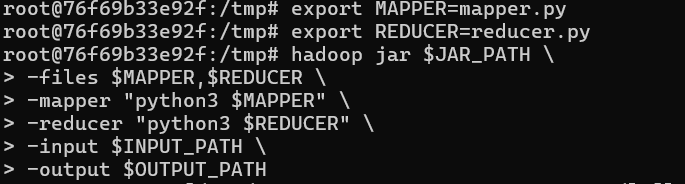 root@76f69b33e92f:/tmp# export MAPPER=mapper.py
root@76f69b33e92f:/tmp# export REDUCER=reducer.py
root@76f69b33e92f:/tmp# hadoop jar $JAR_PATH \
> -files $MAPPER,$REDUCER \
> -mapper "python3 $MAPPER" \
> -reducer "python3 $REDUCER" \
> -input $INPUT_PATH \
> -output $OUTPUT_PATH